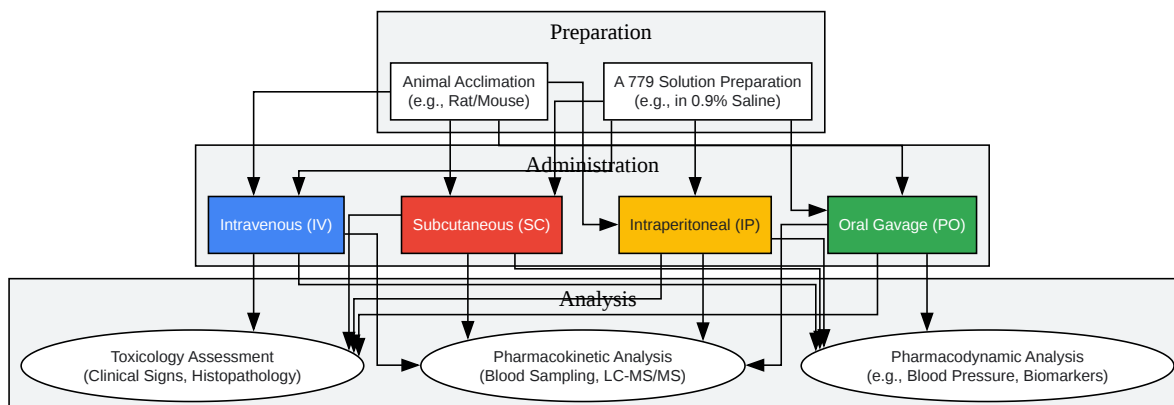 Preparation
Animal Acclimation
(e.g., Rat/Mouse)
A 779 Solution Preparation
(e.g., in 0.9% Saline)
Administration
Intravenous (IV)
Subcutaneous (SC)
Intraperitoneal (IP)
Oral Gavage (PO)
Analysis
Toxicology Assessment
(Clinical Signs, Histopathology)
Pharmacokinetic Analysis
(Blood Sampling, LC-MS/MS)
Pharmacodynamic Analysis
(e.g., Blood Pressure, Biomarkers)